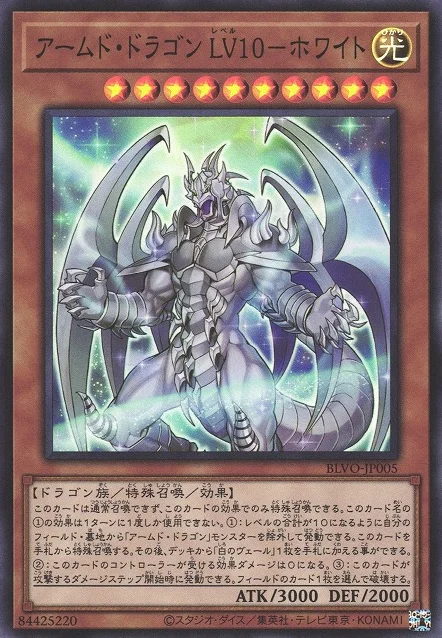 アームド・ドラゴン LV10－ホワイト
レベル
光
ひかり
BLVO-JP005
【ドラゴン族／特殊召喚／効果】
このカードは通常召喚できず、このカードの効果でのみ特殊召喚できる。このカード名の
①の効果は１ターンに１度しか使用できない。①：レベルの合計が10になるように自分の
フィールド・墓地から「アームド・ドラゴン」モンスターを除外して発動できる。このカードを
手札から特殊召喚する。その後、デッキから「白のヴェール」１枚を手札に加える事ができる。
②：このカードのコントローラーが受ける効果ダメージは０になる。③：このカードが
攻撃するダメージステップ開始時に発動できる。フィールドのカード１枚を選んで破壊する。
ATK/3000 DEF/2000
84425220
©スタジオ・ダイス／集英社・テレビ東京・KONAMI